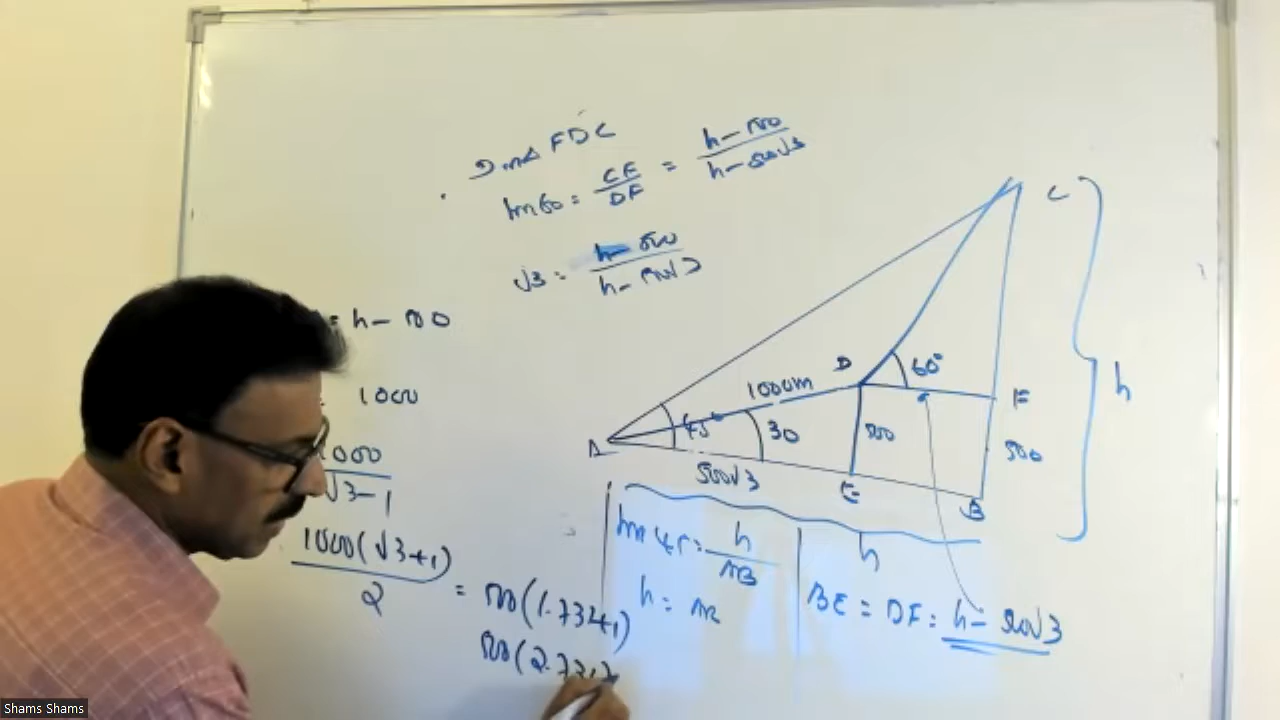 In Δ FDC
tan 60 = CF/DF = h-500/h-500√3
√3 = h-500/h-500√3
= h-500
1000
1000/√3-1
1000(√3+1)/2 = 500(1.732+1)
500(2.732)
C
D
60°
F
h
1000m
45°
30
500
500
A
500√3
E
B
h
tan 45 = h/AB
h = AB
BE = DF = h-500√3
Shams Shams